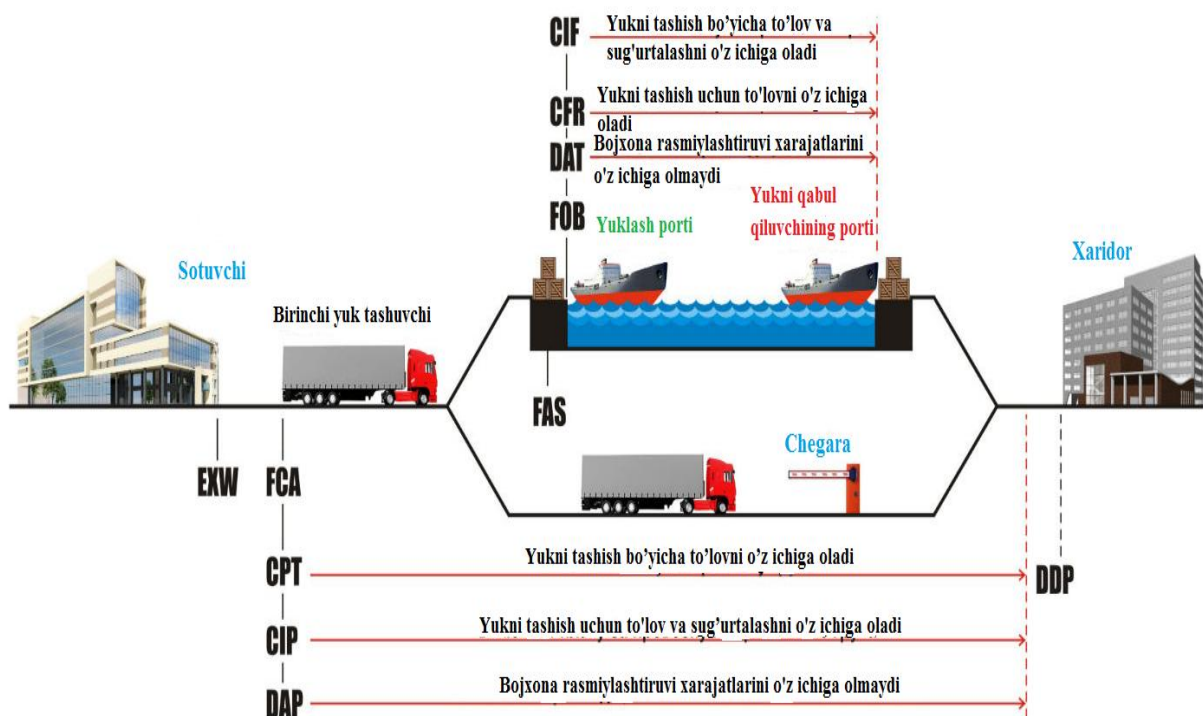 CIF
Yukni tashish bo’yicha to’lov va
sug'urtalashni o'z ichiga oladi
CFR
Yukni tashish uchun to'lovni o'z ichiga
oladi
DAT
Bojxona rasmiylashtiruvi xarajatlarini
o'z ichiga olmaydi
FOB
Yuklash porti
Yukni qabul
qiluvchining porti
Sotuvchi
Xaridor
Birinchi yuk tashuvchi
FAS
Chegara
EXW
FCA
CPT
Yukni tashish bo’yicha to’lovni o’z ichiga oladi
DDP
CIP
Yukni tashish uchun to'lov va sug’urtalashni o'z ichiga oladi
DAP
Bojxona rasmiylashtiruvi xarajatlarini o'z ichiga olmaydi